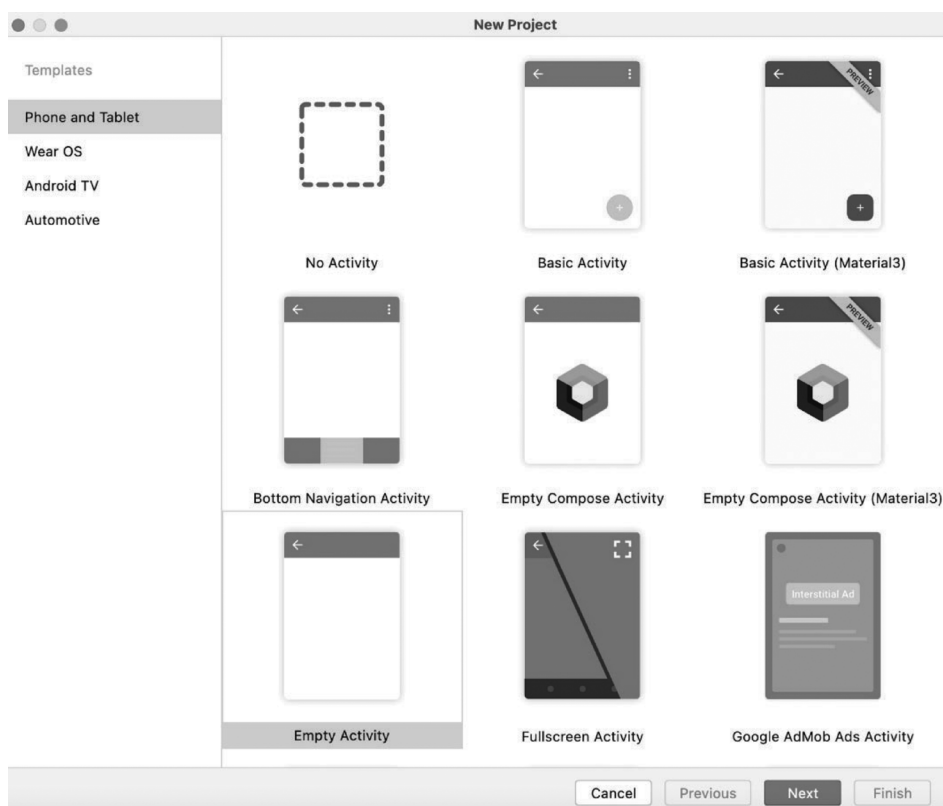 New Project
Templates
Phone and Tablet
Wear OS
Android TV
Automotive
No Activity
Basic Activity
PREVIEW
Basic Activity (Material3)
Bottom Navigation Activity
Empty Compose Activity
PREVIEW
Empty Compose Activity (Material3)
Empty Activity
Fullscreen Activity
Interstitial Ad
Google AdMob Ads Activity
Cancel
Previous
Next
Finish